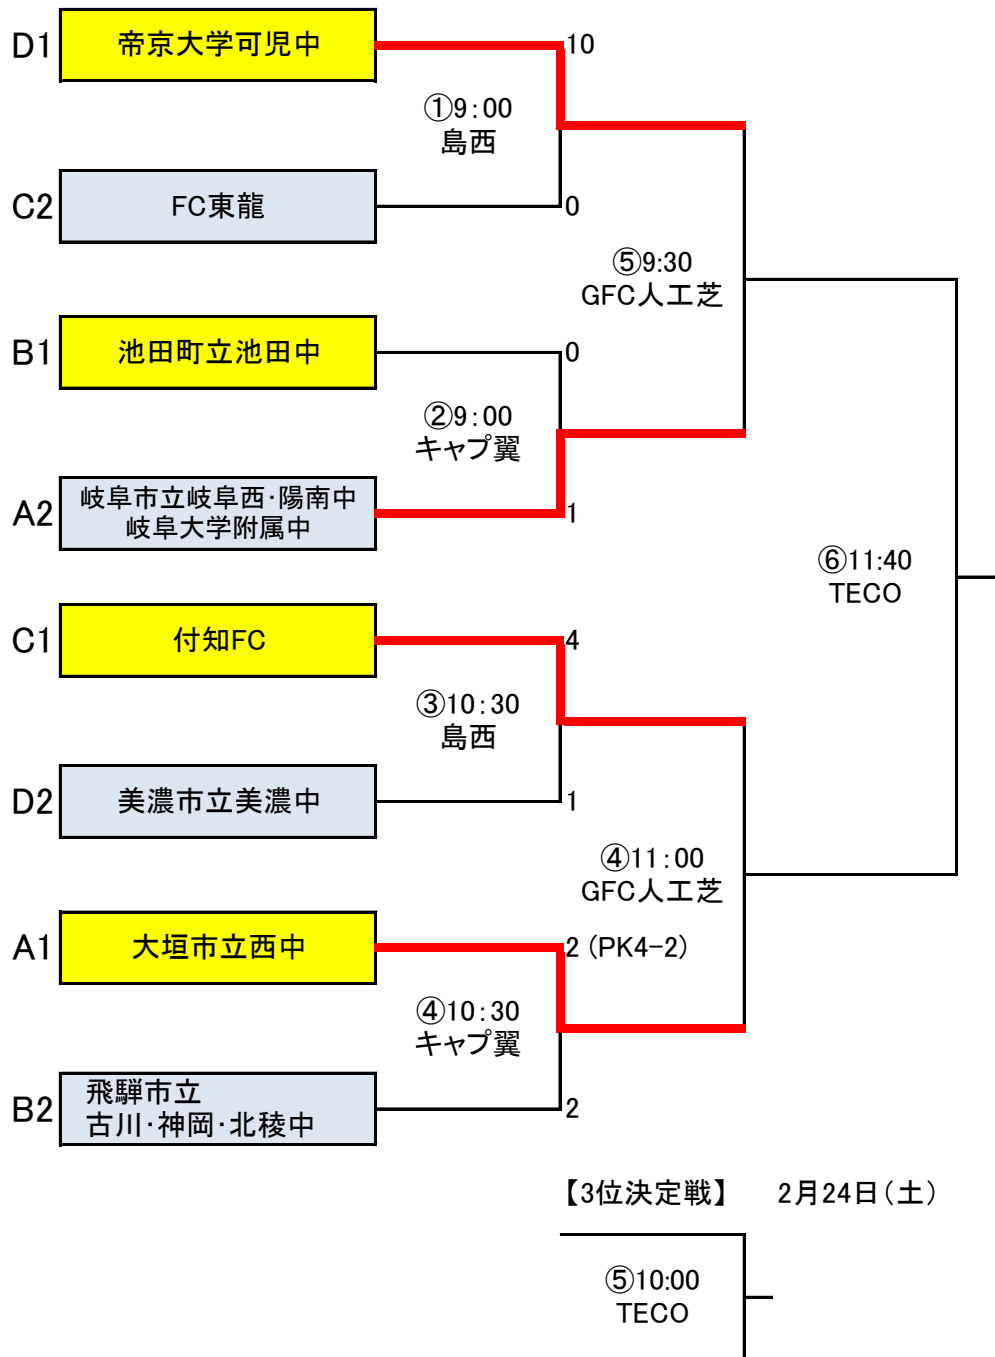 D1
帝京大学可児中
10
①9:00
島西
C2
FC東龍
0
⑤9:30
GFC人工芝
B1
池田町立池田中
0
②9:00
キャプ翼
A2
岐阜市立岐阜西・陽南中
岐阜大学附属中
1
⑥11:40
TECO
C1
付知FC
4
③10:30
島西
D2
美濃市立美濃中
1
④11:00
GFC人工芝
A1
大垣市立西中
2 (PK4-2)
④10:30
キャプ翼
B2
飛騨市立
古川・神岡・北稜中
2
【3位決定戦】 2月24日(土)
⑤10:00
TECO